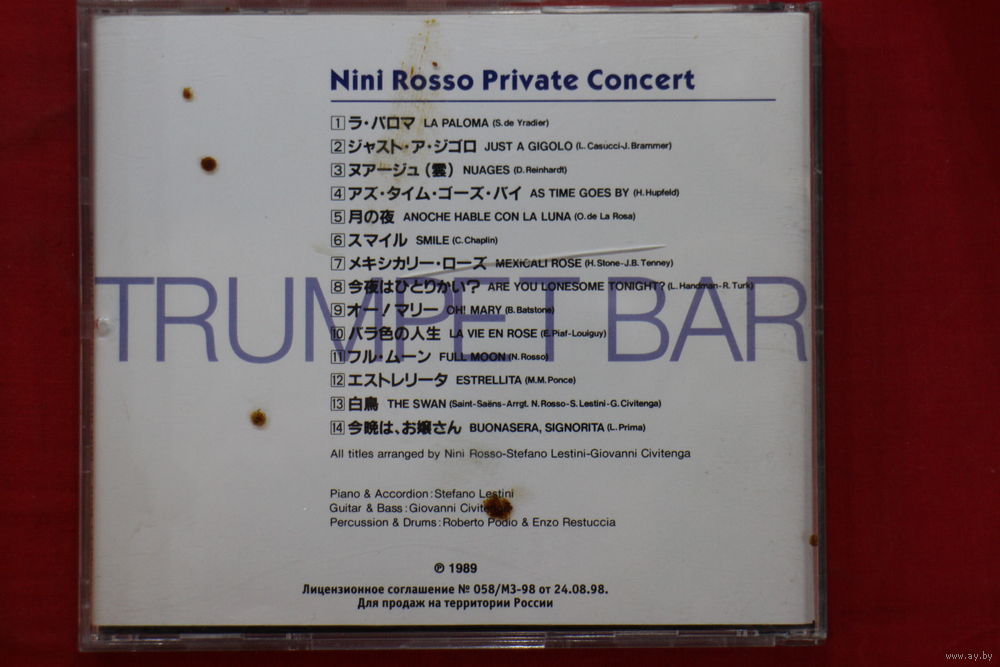 Nini Rosso Private Concert
1 ラ・パロマ LA PALOMA (S. de Yradier)
2 ジャスト・ア・ジゴロ JUST A GIGOLO (L. Casucci-J. Brammer)
3 ヌアージュ(雲) NUAGES (D. Reinhardt)
4 アズ・タイム・ゴーズ・バイ AS TIME GOES BY (H. Hupfeld)
5 月の夜 ANOCHE HABLE CON LA LUNA (O. de La Rosa)
6 スマイル SMILE (C. Chaplin)
7 メキシカリー・ローズ MEXICALI ROSE (H. Stone-J.B. Tenney)
TRUMPET BAR
8 今夜はひとりかい? ARE YOU LONESOME TONIGHT? (L. Handman-R. Turk)
9 オー!マリー OH! MARY (B. Batstone)
10 バラ色の人生 LA VIE EN ROSE (E. Piaf-Louiguy)
11 フル・ムーン FULL MOON (N. Rosso)
12 エストレリータ ESTRELLITA (M.M. Ponce)
13 白鳥 THE SWAN (Saint-Saëns-Arrgt. N. Rosso-S. Lestini-G. Civitenga)
14 今晩は、お嬢さん BUONASERA, SIGNORITA (L. Prima)
All titles arranged by Nini Rosso-Stefano Lestini-Giovanni Civitenga
Piano & Accordion: Stefano Lestini
Guitar & Bass: Giovanni Civitenga
Percussion & Drums: Roberto Podio & Enzo Restuccia
℗ 1989
Лицензионное соглашение № 058/МЗ-98 от 24.08.98.
Для продаж на территории России
www.ay.by